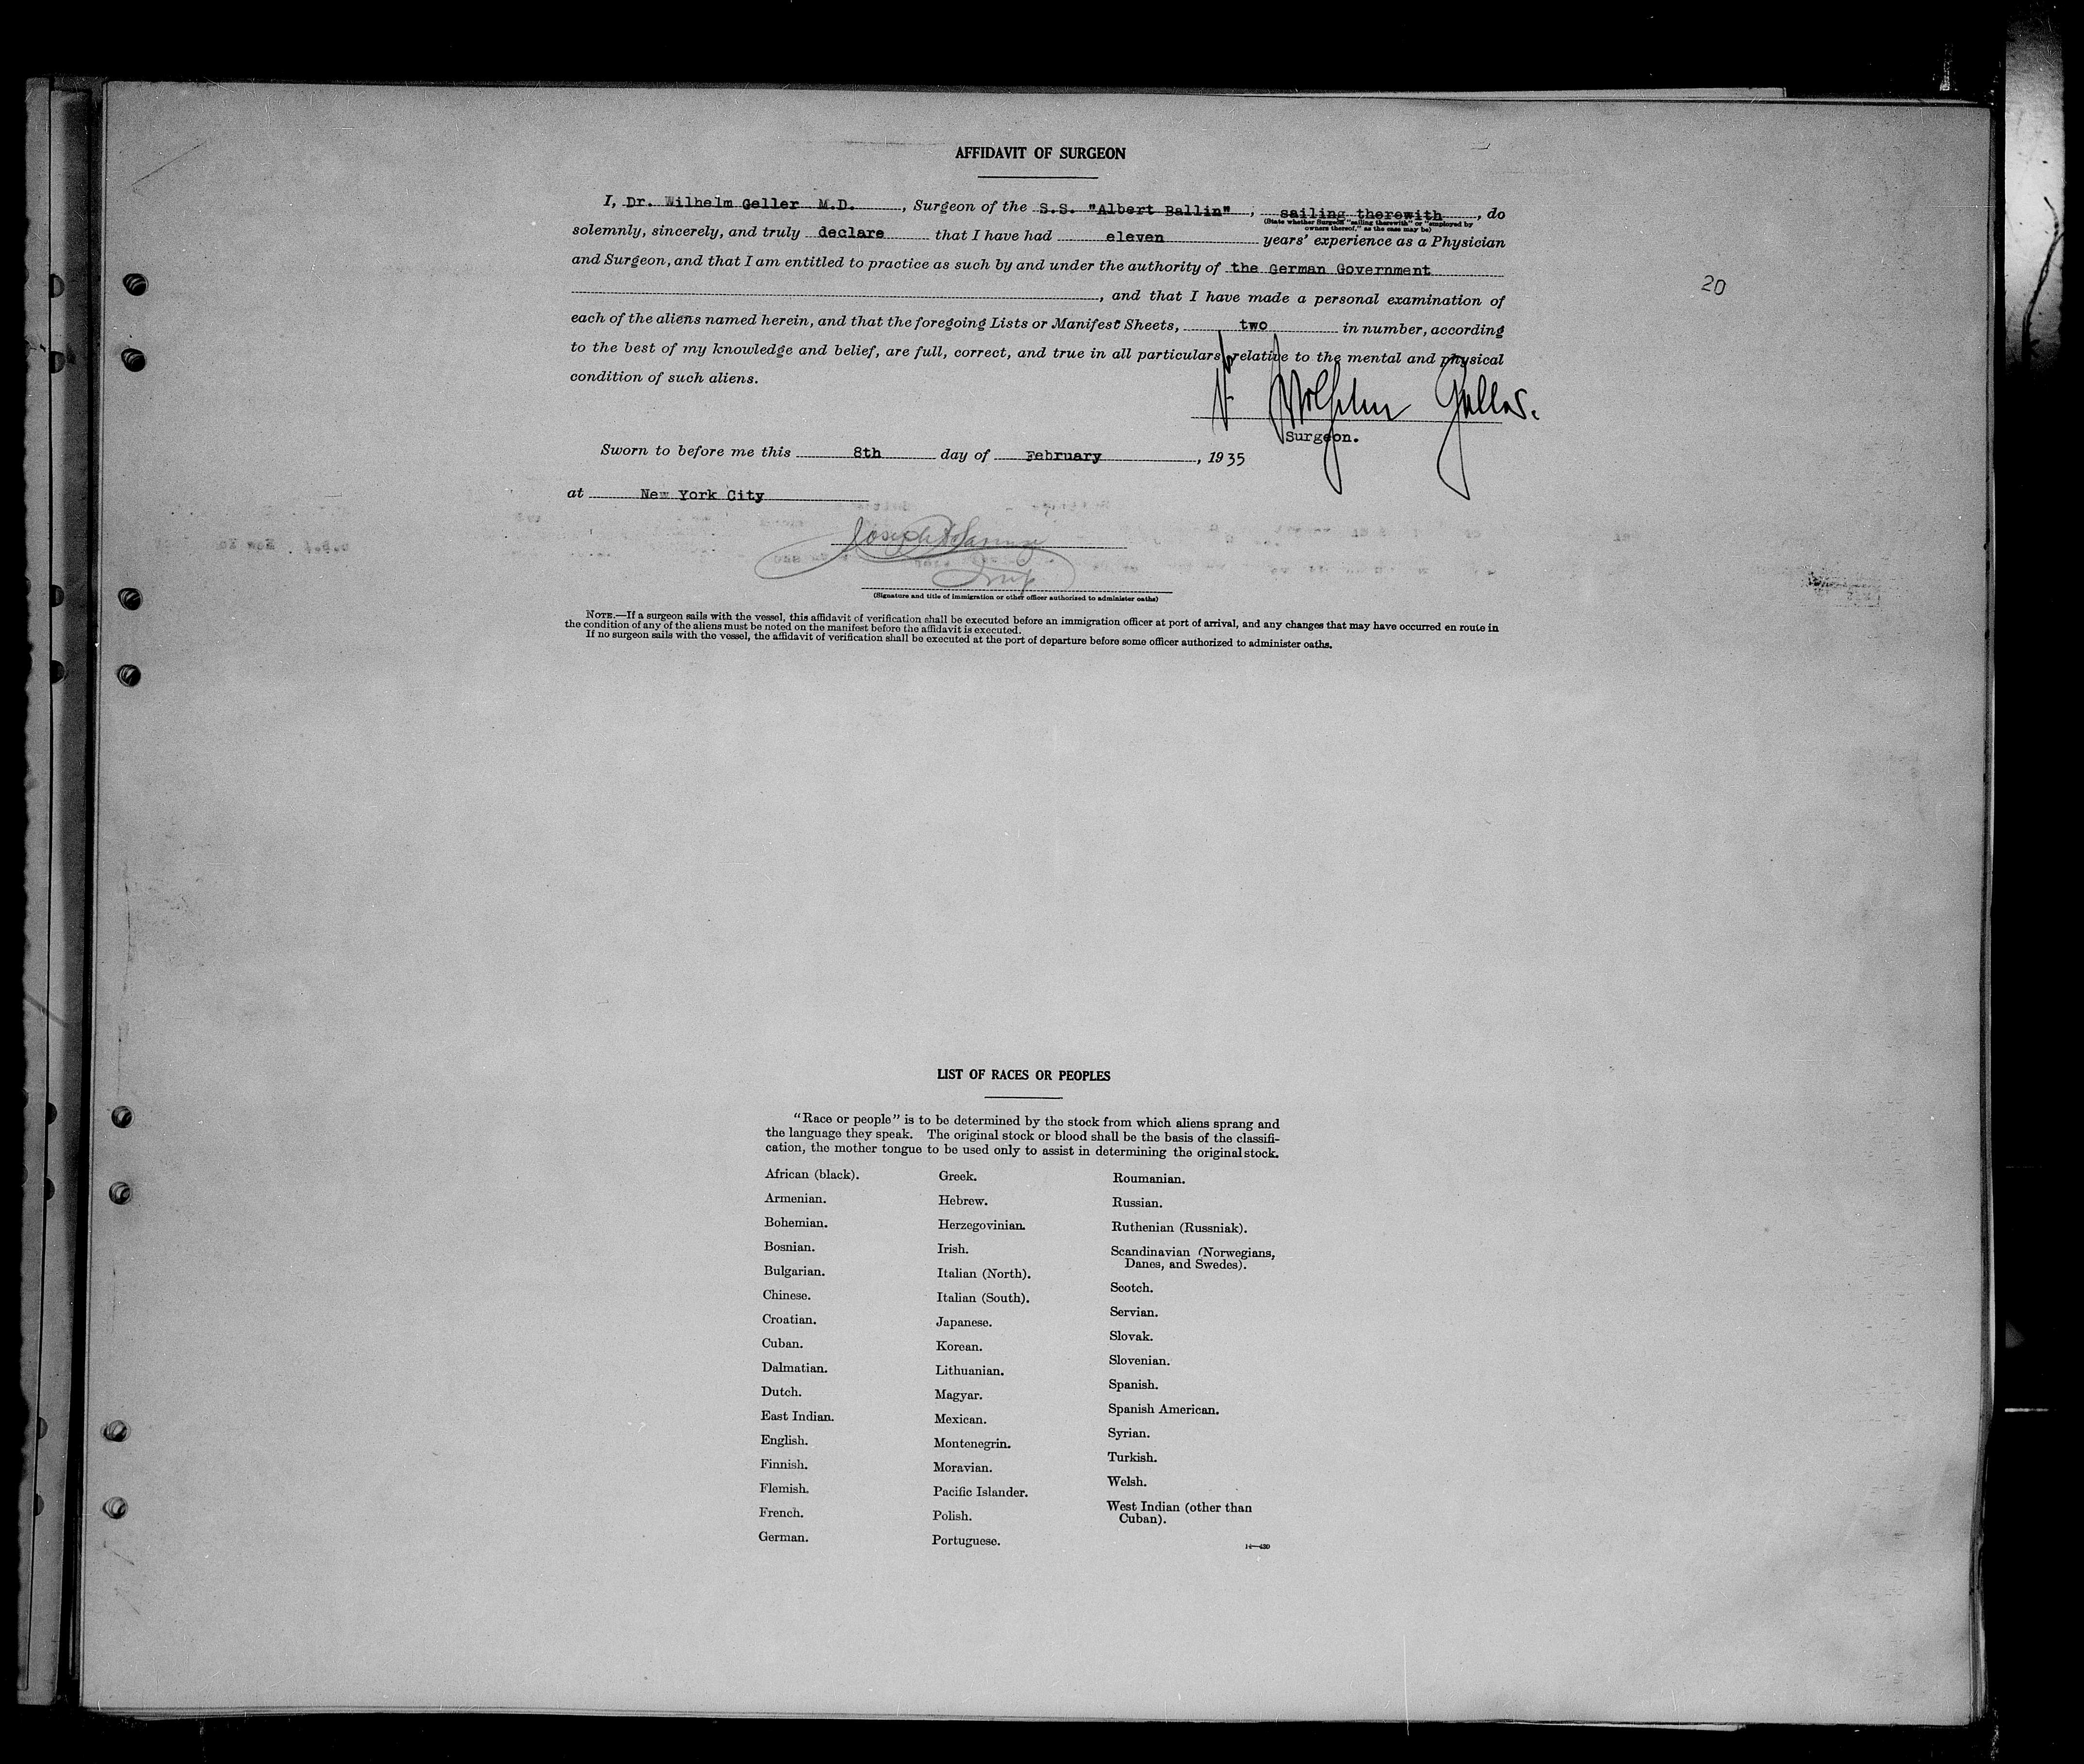 AFFIDAVIT OF SURGEON
I, Dr. Wilhelm Geller M.D. , Surgeon of the S.S. "Albert Ballin" , sailing therewith , do
(State whether Surgeon "sailing therewith" or "employed by
owners thereof," as the case may be)
solemnly, sincerely, and truly declare that I have had eleven years' experience as a Physician
and Surgeon, and that I am entitled to practice as such by and under the authority of the German Government
, and that I have made a personal examination of
20
each of the aliens named herein, and that the foregoing Lists or Manifest Sheets, two in number, according
to the best of my knowledge and belief, are full, correct, and true in all particulars relative to the mental and physical
condition of such aliens.
Wilhelm Geller.
Surgeon.
Sworn to before me this 8th day of February , 1935
at New York City
Joseph
Insp
(Signature and title of immigration or other officer authorized to administer oaths)
NOTE.—If a surgeon sails with the vessel, this affidavit of verification shall be executed before an immigration officer at port of arrival, and any changes that may have occurred en route in
the condition of any of the aliens must be noted on the manifest before the affidavit is executed.
If no surgeon sails with the vessel, the affidavit of verification shall be executed at the port of departure before some officer authorized to administer oaths.
LIST OF RACES OR PEOPLES
"Race or people" is to be determined by the stock from which aliens sprang and
the language they speak. The original stock or blood shall be the basis of the classifi-
cation, the mother tongue to be used only to assist in determining the original stock.
African (black).
Armenian.
Bohemian.
Bosnian.
Bulgarian.
Chinese.
Croatian.
Cuban.
Dalmatian.
Dutch.
East Indian.
English.
Finnish.
Flemish.
French.
German.
Greek.
Hebrew.
Herzegovinian.
Irish.
Italian (North).
Italian (South).
Japanese.
Korean.
Lithuanian.
Magyar.
Mexican.
Montenegrin.
Moravian.
Pacific Islander.
Polish.
Portuguese.
Roumanian.
Russian.
Ruthenian (Russniak).
Scandinavian (Norwegians,
Danes, and Swedes).
Scotch.
Servian.
Slovak.
Slovenian.
Spanish.
Spanish American.
Syrian.
Turkish.
Welsh.
West Indian (other than
Cuban).
14—430